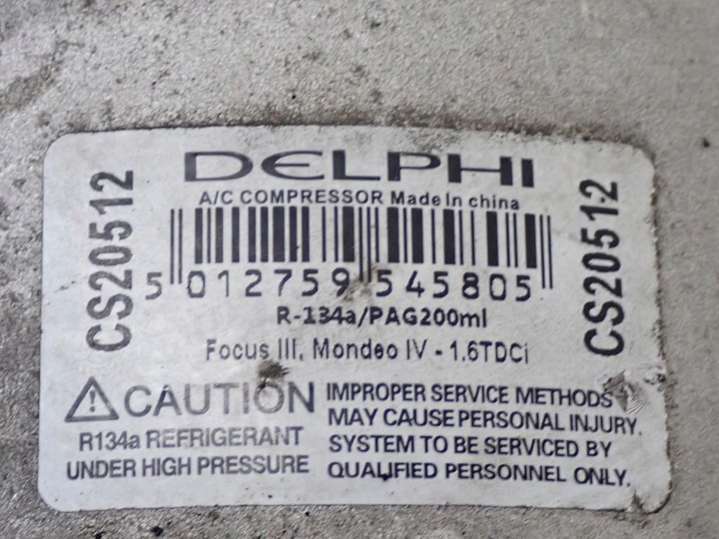 DELPHI
A/C COMPRESSOR Made In china
CS20512
CS20512
5 012759 545805
R-134a/PAG200ml
Focus III, Mondeo IV - 1.6TDCi
CAUTION
R134a REFRIGERANT
UNDER HIGH PRESSURE
IMPROPER SERVICE METHODS
MAY CAUSE PERSONAL INJURY.
SYSTEM TO BE SERVICED BY
QUALIFIED PERSONNEL ONLY.